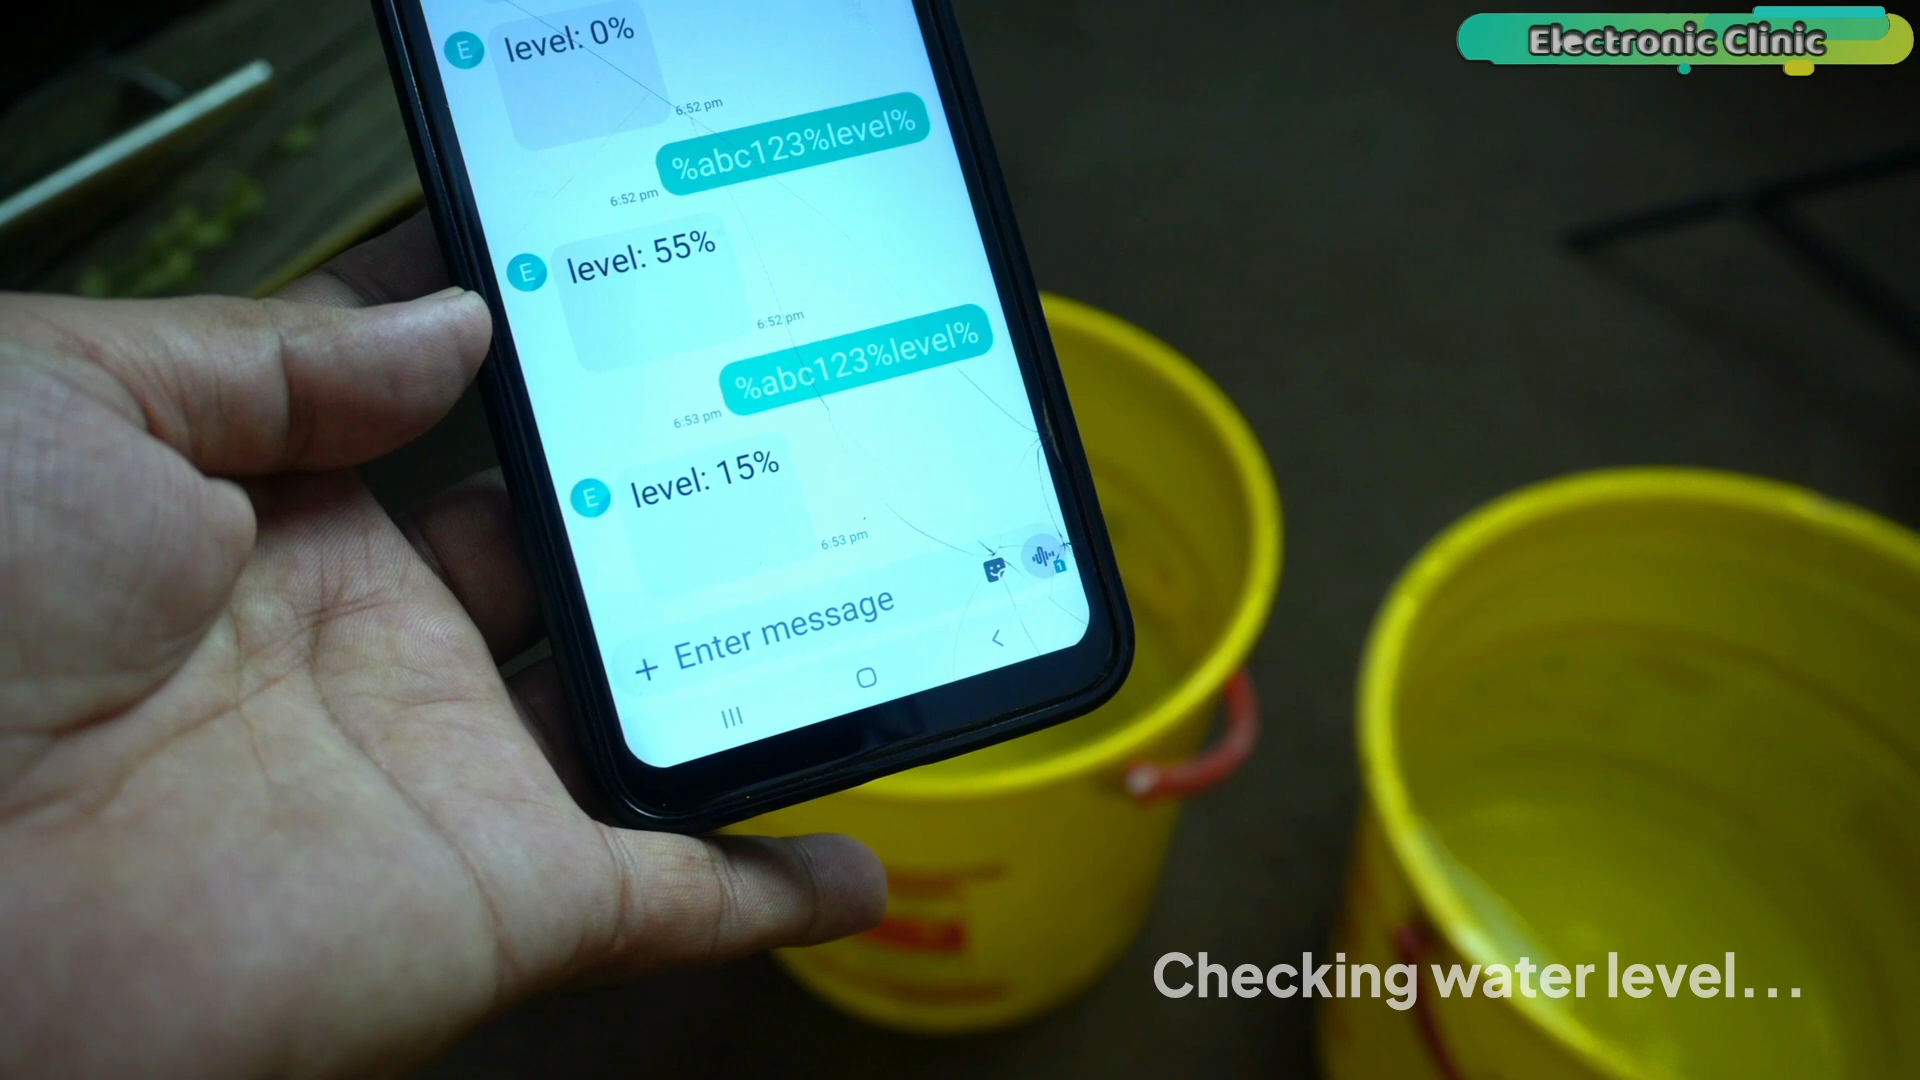 Electronic Clinic
E
level: 0%
6:52 pm
%abc123%level%
6:52 pm
E
level: 55%
6:52 pm
%abc123%level%
6:53 pm
E
level: 15%
6:53 pm
1
+ Enter message
Checking water level...